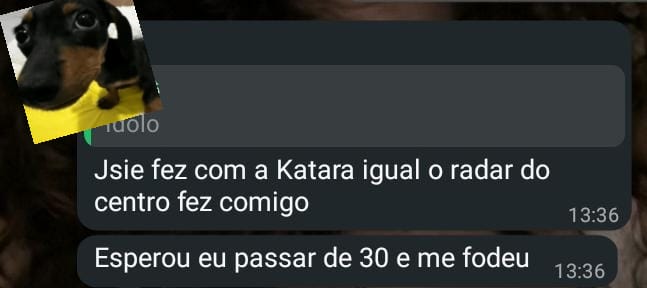 Idolo
Jsie fez com a Katara igual o radar do
centro fez comigo
13:36
Esperou eu passar de 30 e me fodeu
13:36